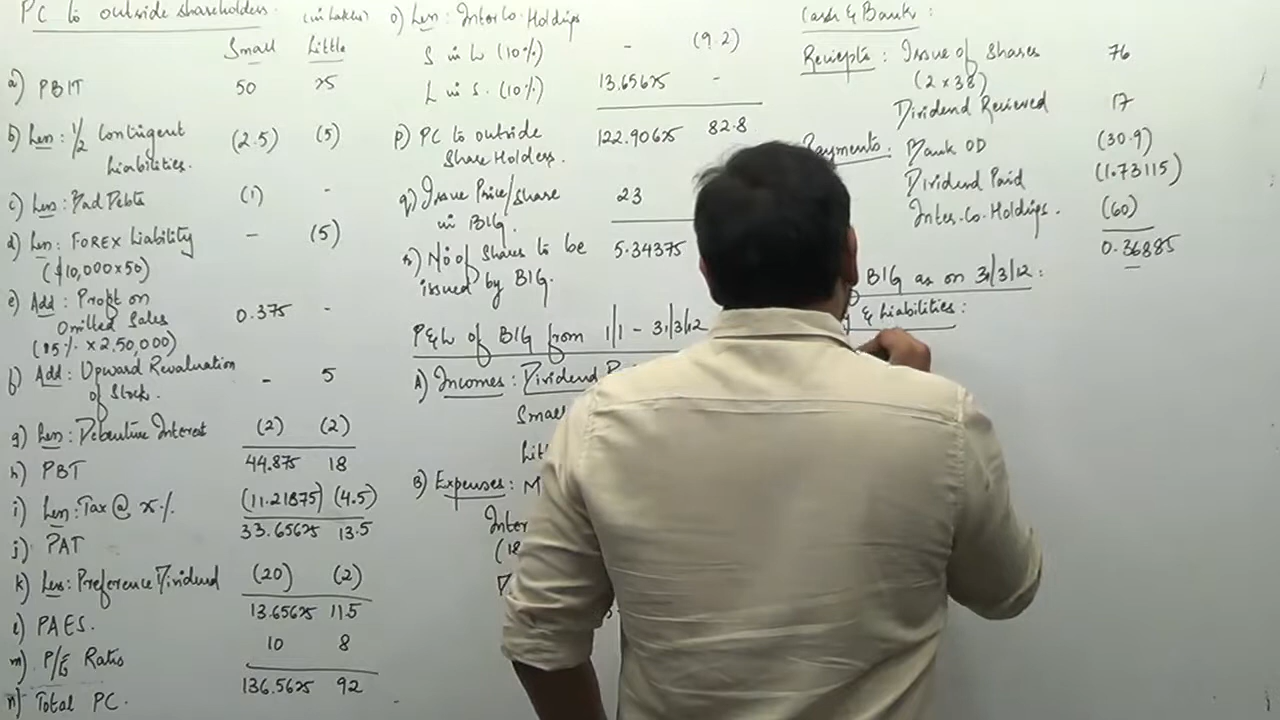 PC to outside shareholders. (in Lakhs)
Small Little
a) PBIT 50 25
b) Less: 1/2 Contingent (2.5) (5)
Liabilities.
c) Less: Bad Debts (1) -
d) Less: FOREX Liability - (5)
($10,000x50)
e) Add: Profit on
Omitted Sales 0.375 -
(15% x 2,50,000)
f) Add: Upward Revaluation - 5
of Stock.
g) Less: Debenture Interest (2) (2)
h) PBT 44.875 18
i) Less: Tax @ 25% (11.21875) (4.5)
j) PAT 33.65625 13.5
k) Less: Preference Dividend (20) (2)
l) PAES. 13.65625 11.5
m) P/E Ratio 10 8
n) Total PC. 136.5625 92
o) Less: Inter Co. Holdings
S in L (10%) - (9.2)
L in S. (10%) 13.65625 -
p) PC to outside 122.90625 82.8
Share Holders.
q) Issue Price/Share 23
in BIG.
r) No of Shares to be 5.34375
issued by BIG.
P&L of BIG from 1/1 - 31/3/12
A) Incomes: Dividend
Small
B) Expenses: M
Cash & Bank:
Reciepts: Issue of Shares 76
(2 x 38)
Dividend Recieved 17
Payments. Bank OD (30.9)
Dividend Paid (1.73115)
Inter.Co.Holdings. (60)
0.36885
BIG as on 31/3/12:
& Liabilities: